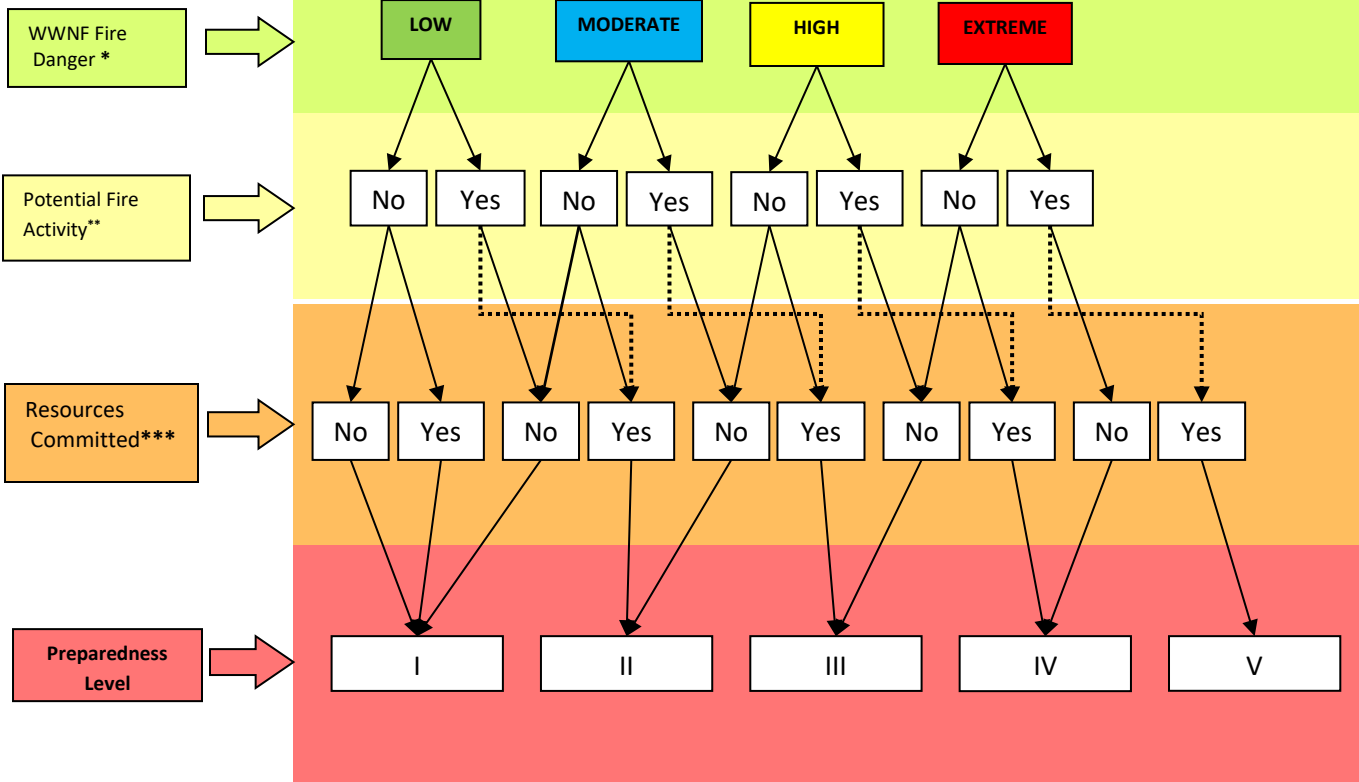 WWNF Fire
Danger *
LOW
MODERATE
HIGH
EXTREME
Potential Fire
Activity**
No
Yes
No
Yes
No
Yes
No
Yes
Resources
Committed***
No
Yes
No
Yes
No
Yes
No
Yes
No
Yes
Preparedness
Level
I
II
III
IV
V